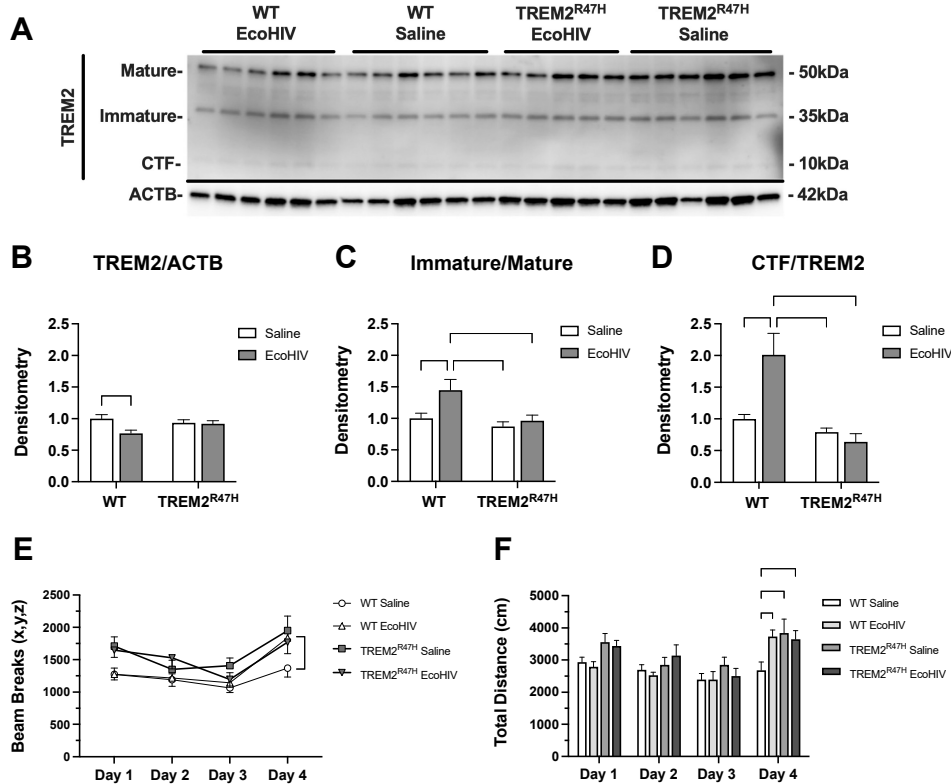 A
WT
EcoHIV
WT
Saline
TREM2R47H
EcoHIV
TREM2R47H
Saline
TREM2
Mature-
Immature-
CTF-
ACTB-
- 50kDa
- 35kDa
- 10kDa
- 42kDa
B
TREM2/ACTB
Densitometry
2.5
2.0
1.5
1.0
0.5
0.0
WT
TREM2R47H
Saline
EcoHIV
C
Immature/Mature
Densitometry
2.5
2.0
1.5
1.0
0.5
0.0
WT
TREM2R47H
Saline
EcoHIV
D
CTF/TREM2
Densitometry
2.5
2.0
1.5
1.0
0.5
0.0
WT
TREM2R47H
Saline
EcoHIV
E
Beam Breaks (x,y,z)
2500
2000
1500
1000
500
0
Day 1
Day 2
Day 3
Day 4
WT Saline
WT EcoHIV
TREM2R47H Saline
TREM2R47H EcoHIV
F
Total Distance (cm)
5000
4000
3000
2000
1000
0
Day 1
Day 2
Day 3
Day 4
WT Saline
WT EcoHIV
TREM2R47H Saline
TREM2R47H EcoHIV